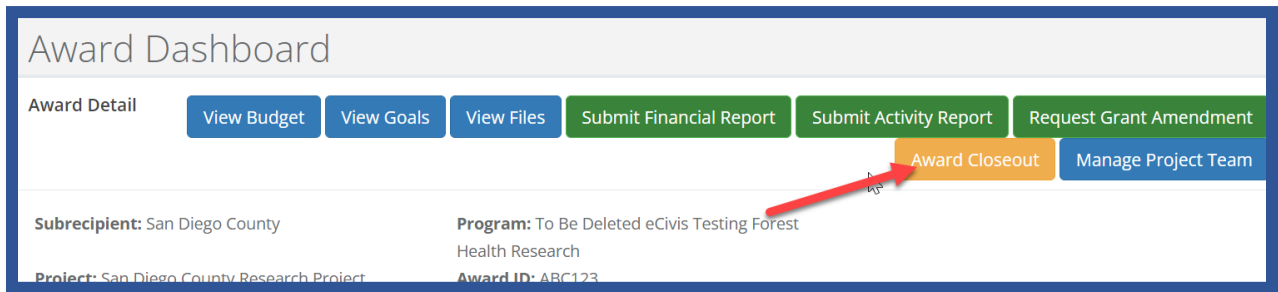 Award Dashboard
Award Detail
View Budget View Goals View Files Submit Financial Report Submit Activity Report Request Grant Amendment
Award Closeout Manage Project Team
Subrecipient: San Diego County Program: To Be Deleted eCivis Testing Forest
Health Research
Project: San Diego County Research Project Award ID: ABC123